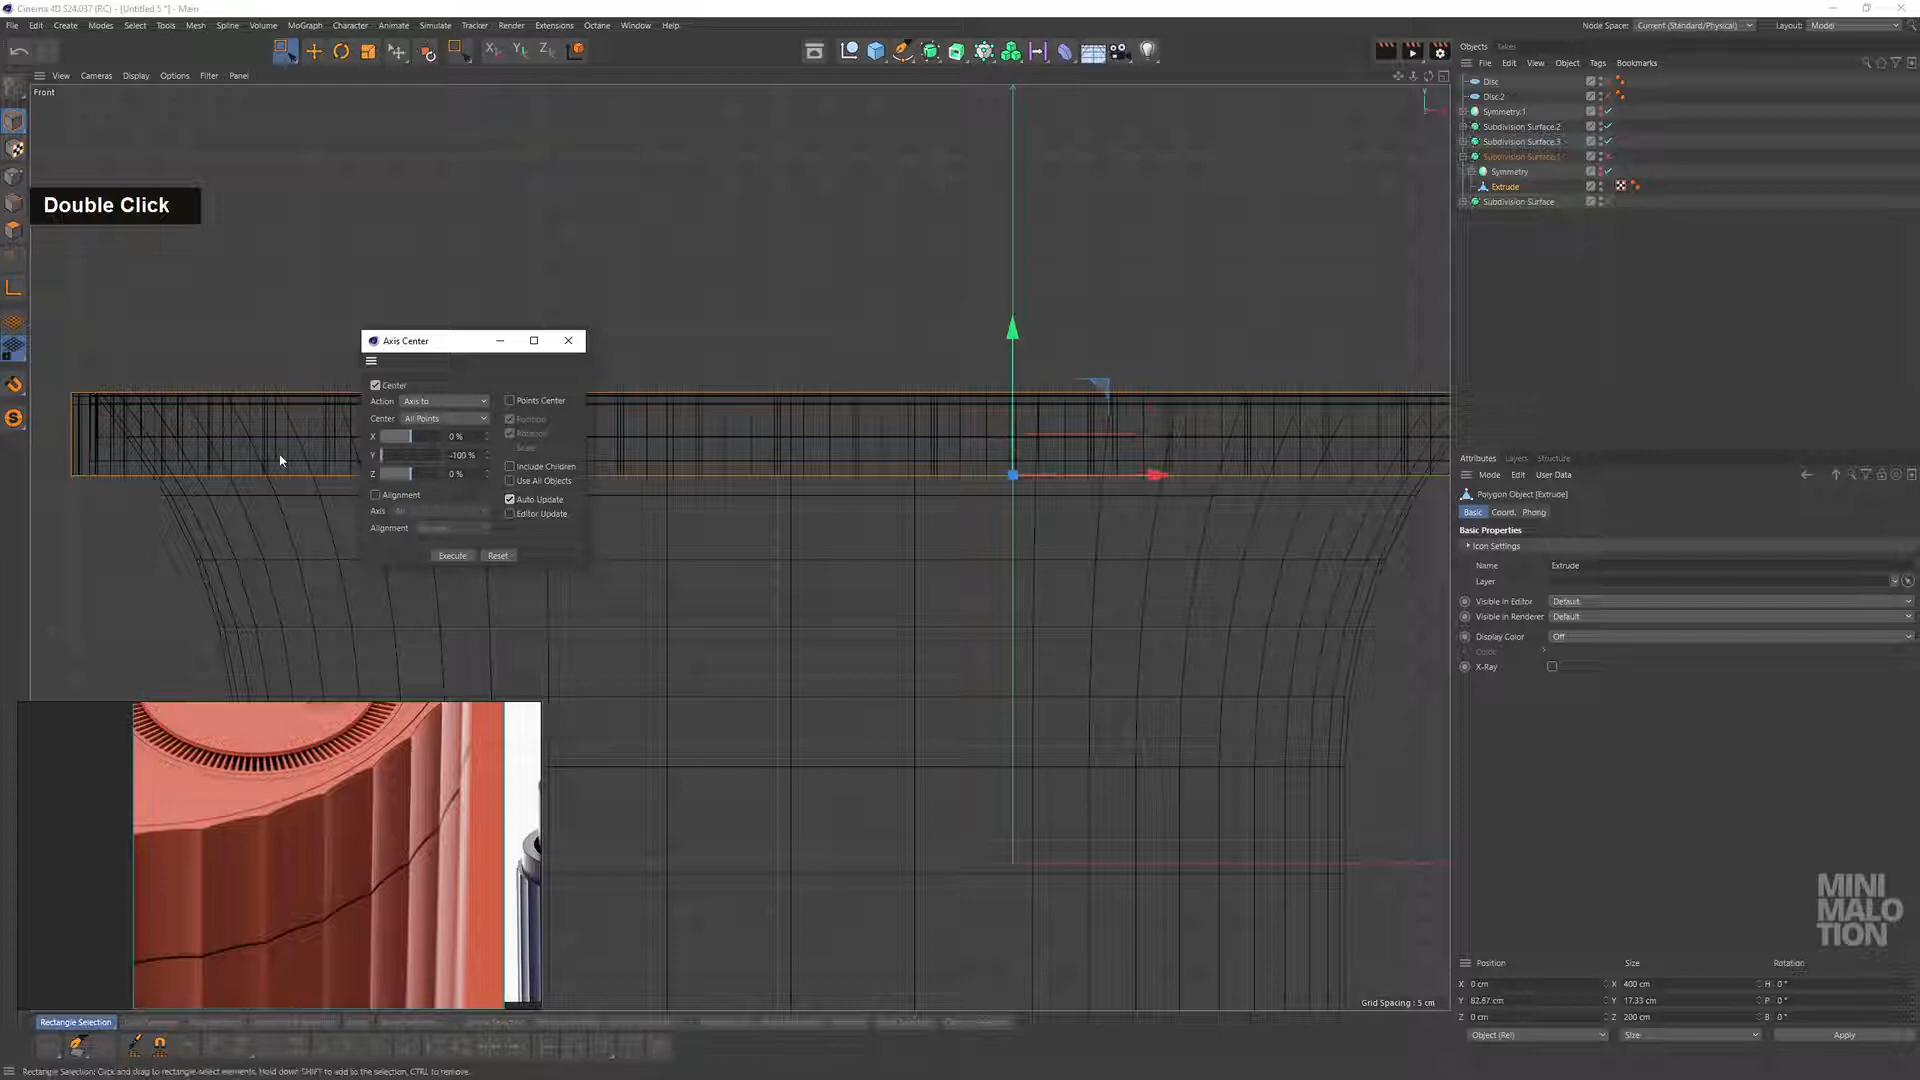 Cinema 4D S24.037 (RC) - [Untitled 5 *] - Main
File Edit Create Modes Select Tools Mesh Spline Volume MoGraph Character Animate Simulate Tracker Render Extensions Octane Window Help
Node Space: Current (Standard/Physical) Layout: Model
View Cameras Display Options Filter Panel
Front
Double Click
Axis Center
Center
Action Axis to
Points Center
Center All Points
Position
X 0 %
Rotation
Scale
Y -100 %
Include Children
Z 0 %
Use All Objects
Alignment
Auto Update
Axis All
Editor Update
Alignment
Execute Reset
Grid Spacing : 5 cm
Objects Takes
File Edit View Object Tags Bookmarks
Disc
Disc.2
Symmetry.1
Subdivision Surface.2
Subdivision Surface.3
Subdivision Surface.1
Symmetry
Extrude
Subdivision Surface
Attributes Layers Structure
Mode Edit User Data
Polygon Object [Extrude]
Basic Coord. Phong
Basic Properties
Icon Settings
Name Extrude
Layer
Visible in Editor Default
Visible in Renderer Default
Display Color Off
Color
X-Ray
MINI
MALO
TION
Position Size Rotation
X 0 cm X 400 cm H 0 °
Y 82.67 cm Y 17.33 cm P 0 °
Z 0 cm Z 200 cm B 0 °
Object (Rel) Size Apply
Rectangle Selection
Rectangle Selection: Click and drag to rectangle-select elements. Hold down SHIFT to add to the selection, CTRL to remove.